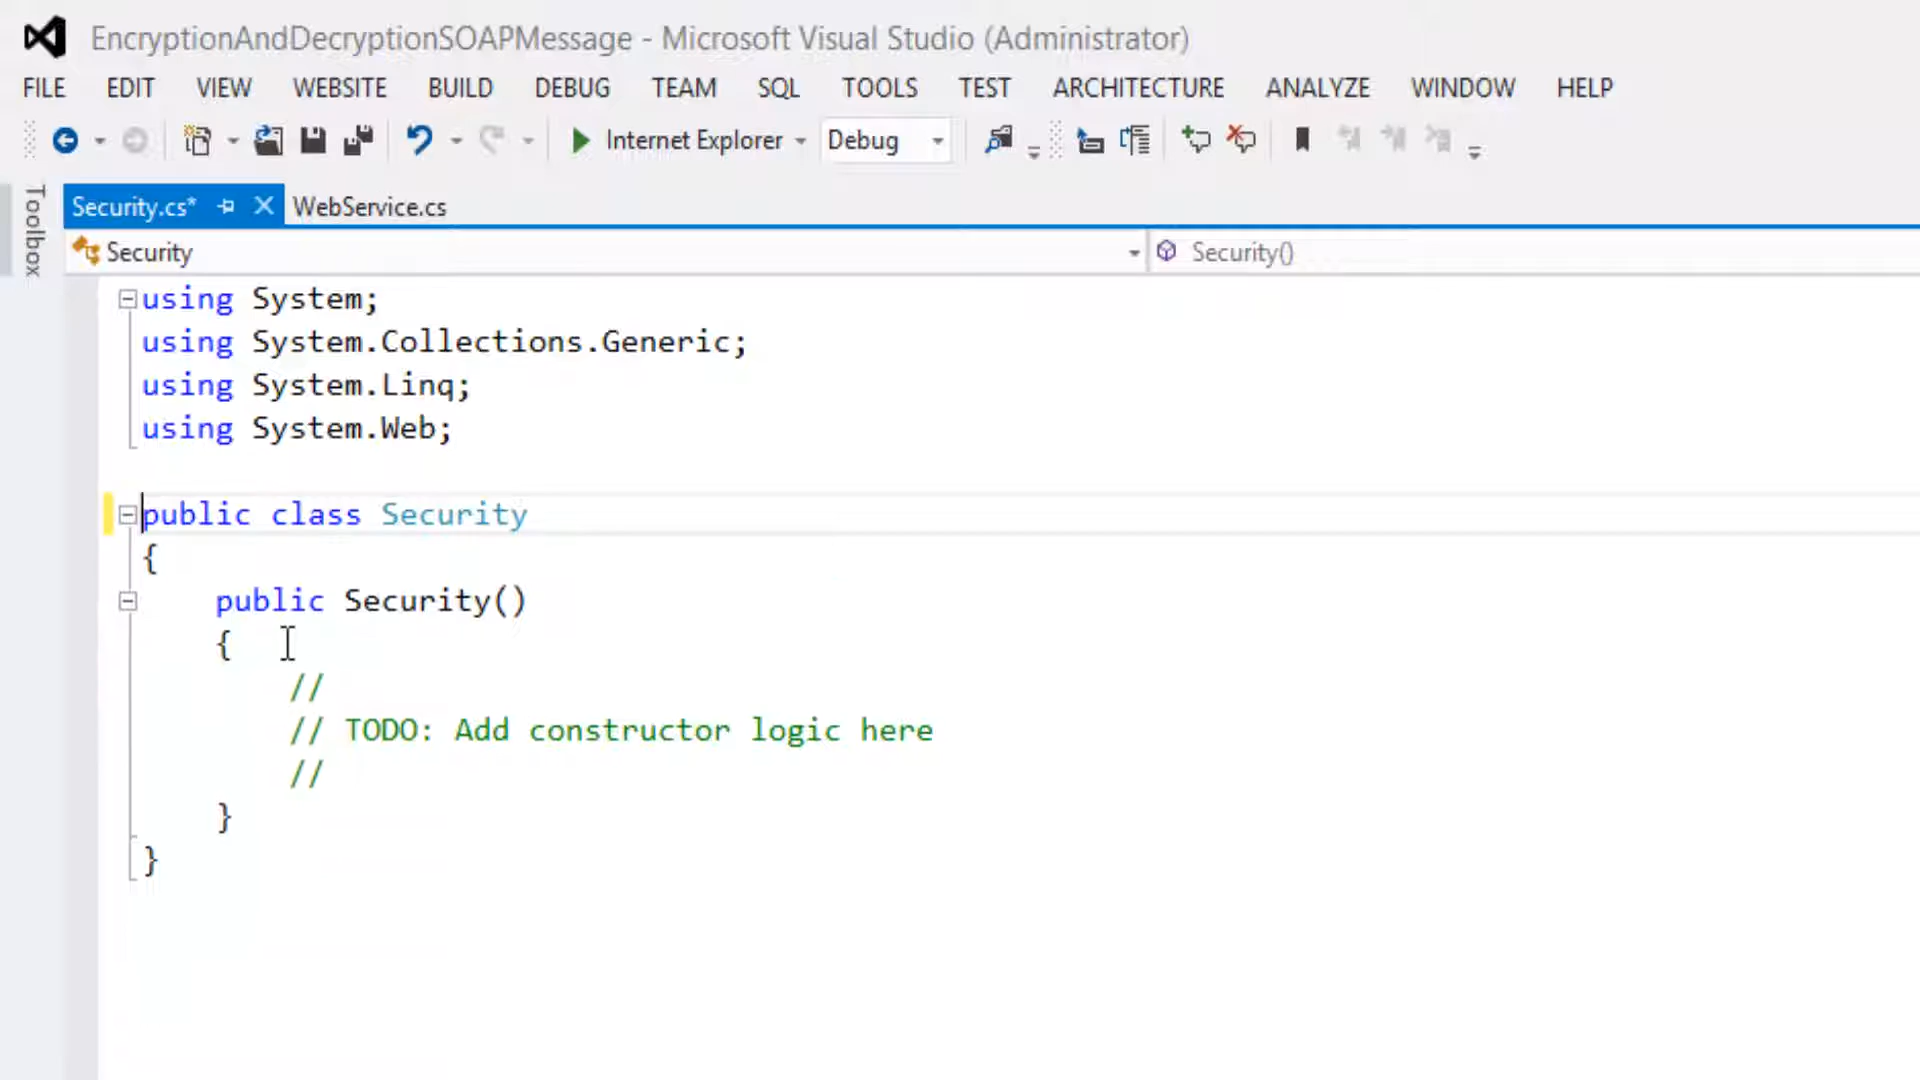 EncryptionAndDecryptionSOAPMessage - Microsoft Visual Studio (Administrator)
FILE EDIT VIEW WEBSITE BUILD DEBUG TEAM SQL TOOLS TEST ARCHITECTURE ANALYZE WINDOW HELP
Internet Explorer Debug
Toolbox
Security.cs* WebService.cs
Security Security()
using System;
using System.Collections.Generic;
using System.Linq;
using System.Web;
public class Security
{
public Security()
{
//
// TODO: Add constructor logic here
//
}
}